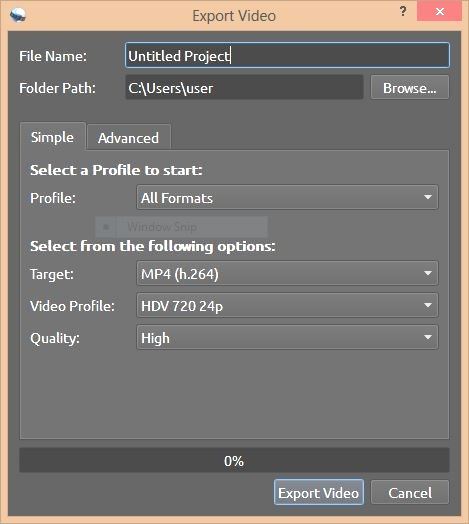 Export Video
?
File Name: Untitled Project
Folder Path: C:\Users\user Browse...
Simple Advanced
Select a Profile to start:
Profile: All Formats
Window Snip
Select from the following options:
Target: MP4 (h.264)
Video Profile: HDV 720 24p
Quality: High
0%
Export Video Cancel